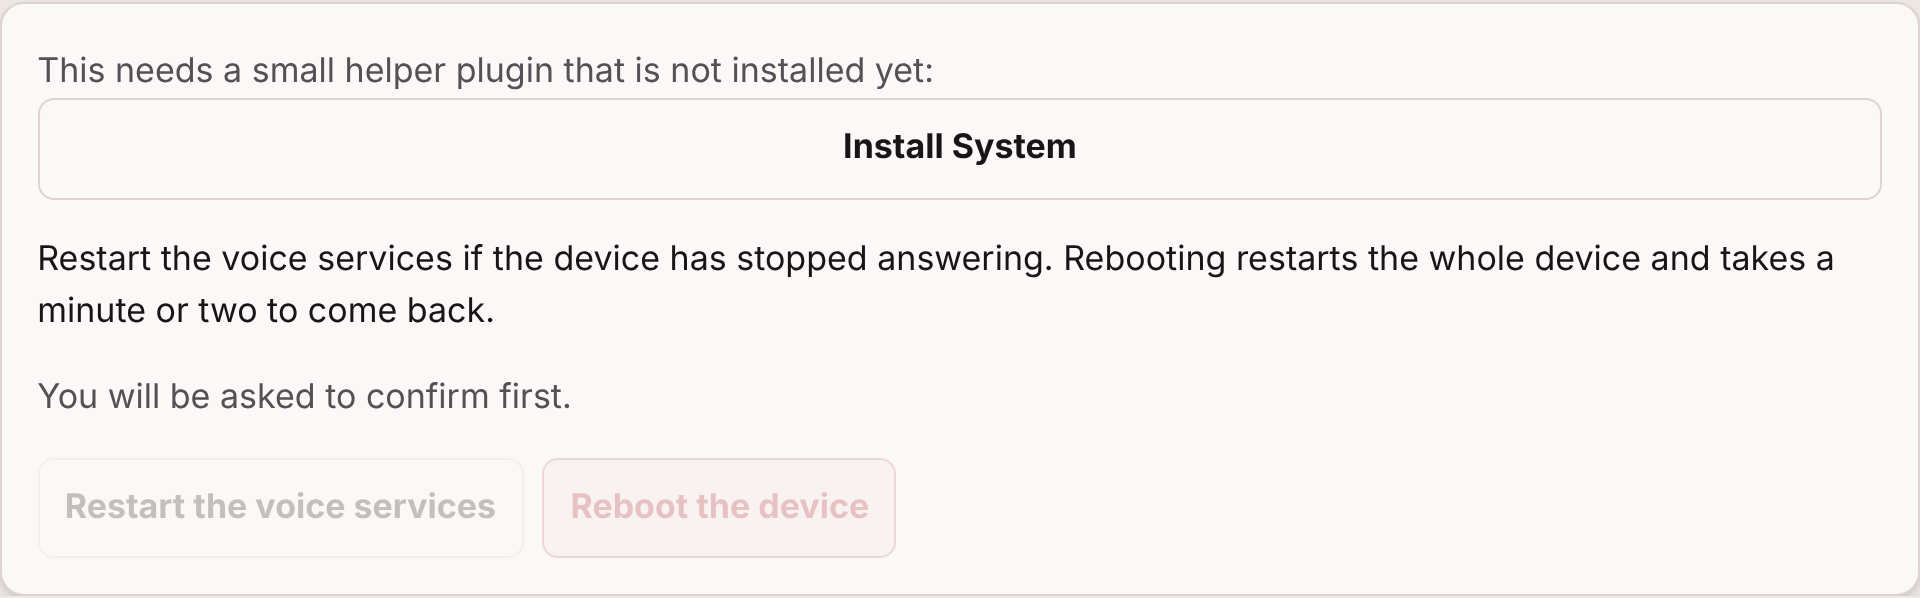 This needs a small helper plugin that is not installed yet:
Install System
Restart the voice services if the device has stopped answering. Rebooting restarts the whole device and takes a
minute or two to come back.
You will be asked to confirm first.
Restart the voice services
Reboot the device